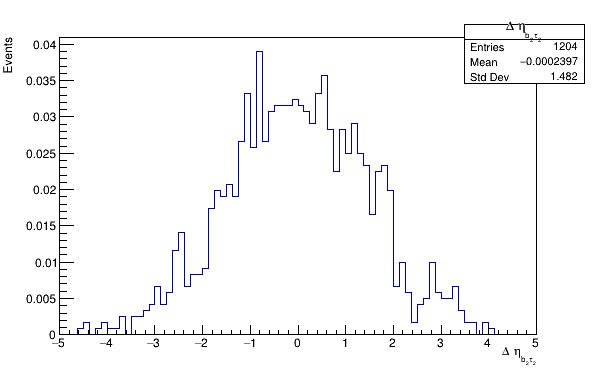 Δ η b₂τ₂
Entries 1204
Mean −0.0002397
Std Dev 1.482
Events
0.04
0.035
0.03
0.025
0.02
0.015
0.01
0.005
0
−5 −4 −3 −2 −1 0 1 2 3 4 5
Δ η b₂τ₂